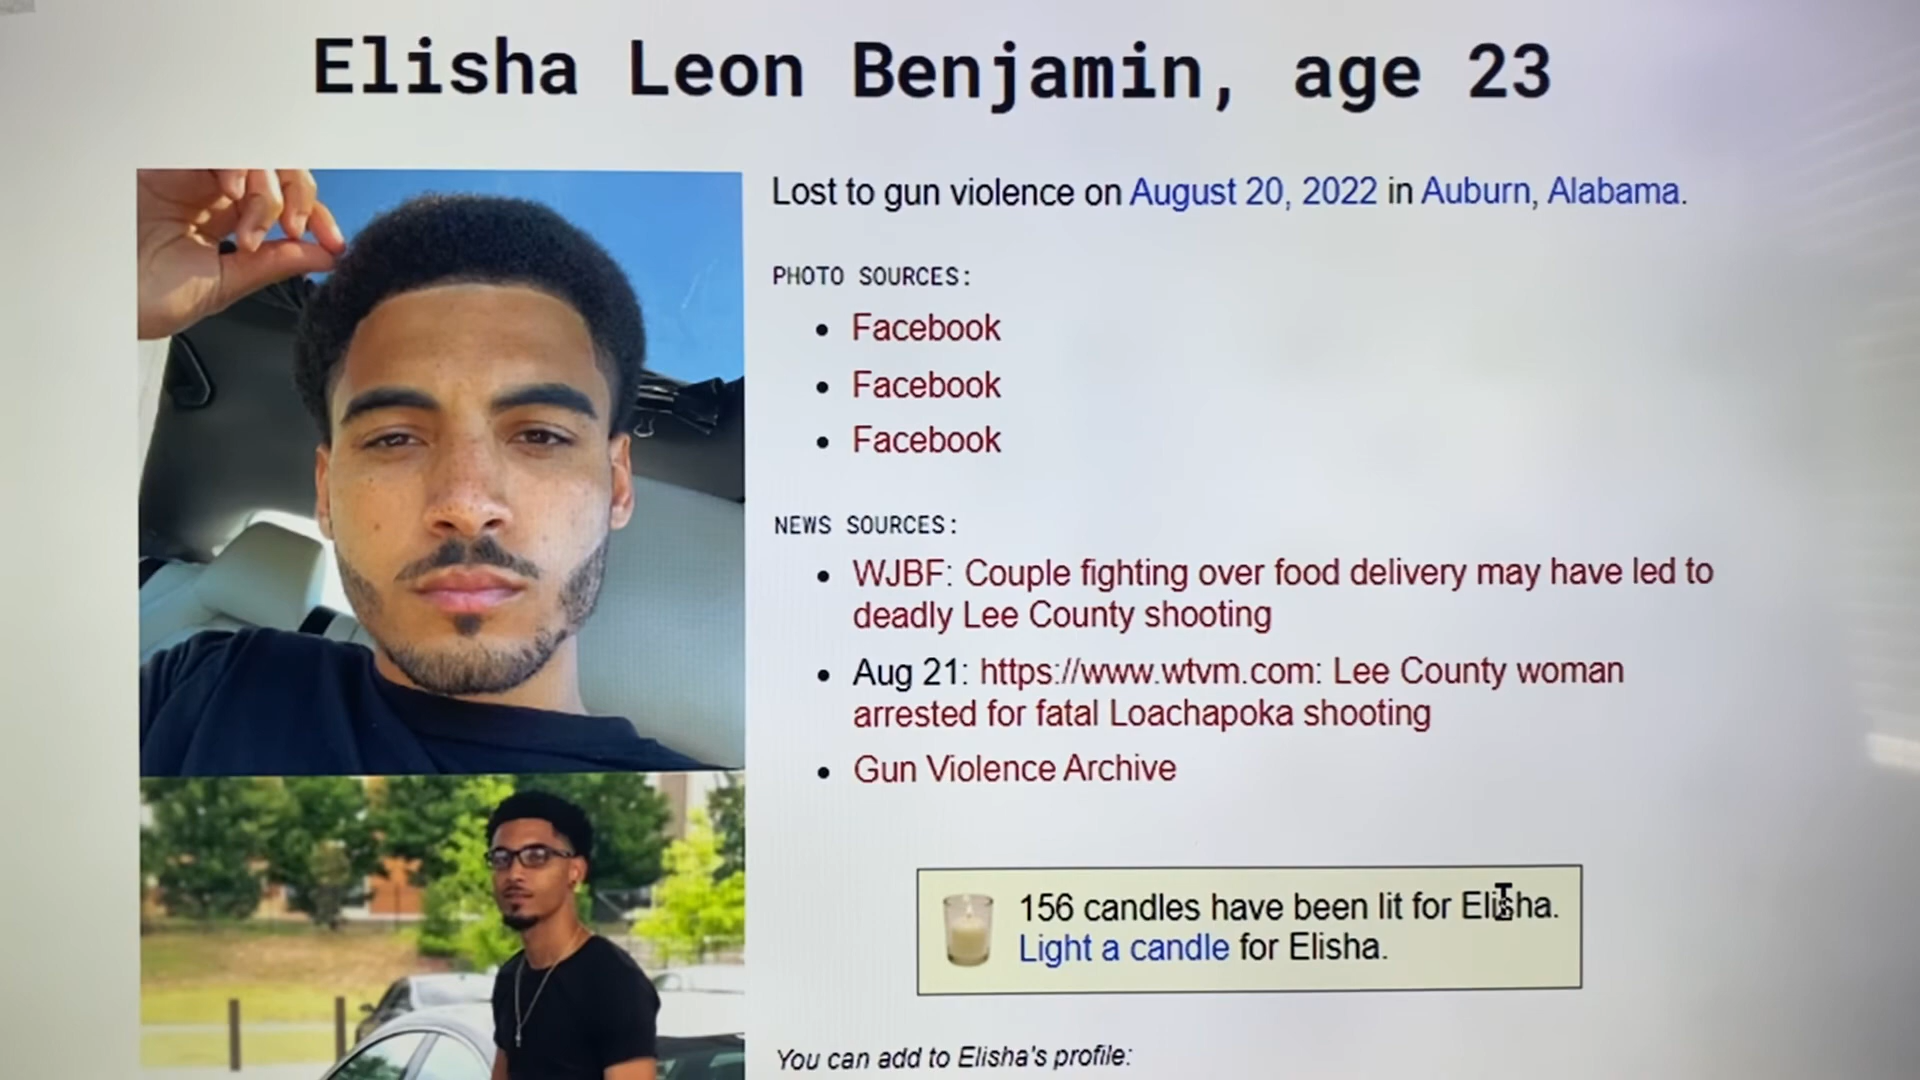 Elisha Leon Benjamin, age 23
Lost to gun violence on August 20, 2022 in Auburn, Alabama.
PHOTO SOURCES:
Facebook
Facebook
Facebook
NEWS SOURCES:
WJBF: Couple fighting over food delivery may have led to
deadly Lee County shooting
Aug 21: https://www.wtvm.com: Lee County woman
arrested for fatal Loachapoka shooting
Gun Violence Archive
156 candles have been lit for Elisha.
Light a candle for Elisha.
You can add to Elisha's profile: